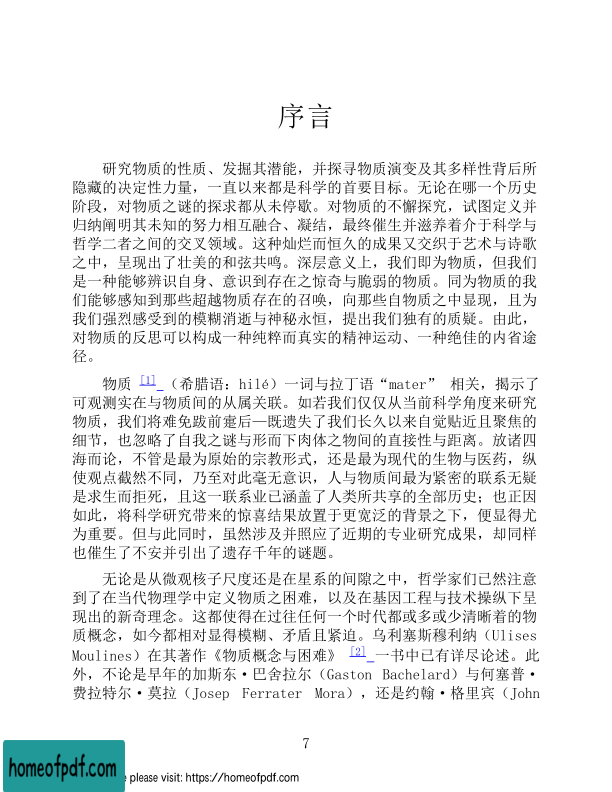 序言
研究物质的性质、发掘其潜能，并探寻物质演变及其多样性背后所
隐藏的决定性力量，一直以来都是科学的首要目标。无论在哪一个历史
阶段，对物质之谜的探求都从未停歇。对物质的不懈探究，试图定义并
归纳阐明其未知的努力相互融合、凝结，最终催生并滋养着介于科学与
哲学二者之间的交叉领域。这种灿烂而恒久的成果又交织于艺术与诗歌
之中，呈现出了壮美的和弦共鸣。深层意义上，我们即为物质，但我们
是一种能够辨识自身、意识到存在之惊奇与脆弱的物质。同为物质的我
们能够感知到那些超越物质存在的召唤，向那些自物质之中显现，且为
我们强烈感受到的模糊消逝与神秘永恒，提出我们独有的质疑。由此，
对物质的反思可以构成一种纯粹而真实的精神运动、一种绝佳的内省途
径。
物质 [1] （希腊语：hilé）一词与拉丁语“mater” 相关，揭示了
可观测实在与物质间的从属关联。如若我们仅仅从当前科学角度来研究
物质，我们将难免跋前疐后—既遗失了我们长久以来自觉贴近且聚焦的
细节，也忽略了自我之谜与形而下肉体之物间的直接性与距离。放诸四
海而论，不管是最为原始的宗教形式，还是最为现代的生物与医药，纵
使观点截然不同，乃至对此毫无意识，人与物质间最为紧密的联系无疑
是求生而拒死，且这一联系业已涵盖了人类所共享的全部历史；也正因
如此，将科学研究带来的惊喜结果放置于更宽泛的背景之下，便显得尤
为重要。但与此同时，虽然涉及并照应了近期的专业研究成果，却同样
也催生了不安并引出了遗存千年的谜题。
无论是从微观核子尺度还是在星系的间隙之中，哲学家们已然注意
到了在当代物理学中定义物质之困难，以及在基因工程与技术操纵下呈
现出的新奇理念。这都使得在过往任何一个时代都或多或少清晰着的物
质概念，如今都相对显得模糊、矛盾且紧迫。乌利塞斯穆利纳（Ulises
Moulines）在其著作《物质概念与困难》 [2] 一书中已有详尽论述。此
外，不论是早年的加斯东·巴舍拉尔（Gaston Bachelard）与何塞普·
费拉特尔·莫拉（Josep Ferrater Mora），还是约翰·格里宾（John
7
homeofpdf.com
e please visit: https://homeofpdf.com